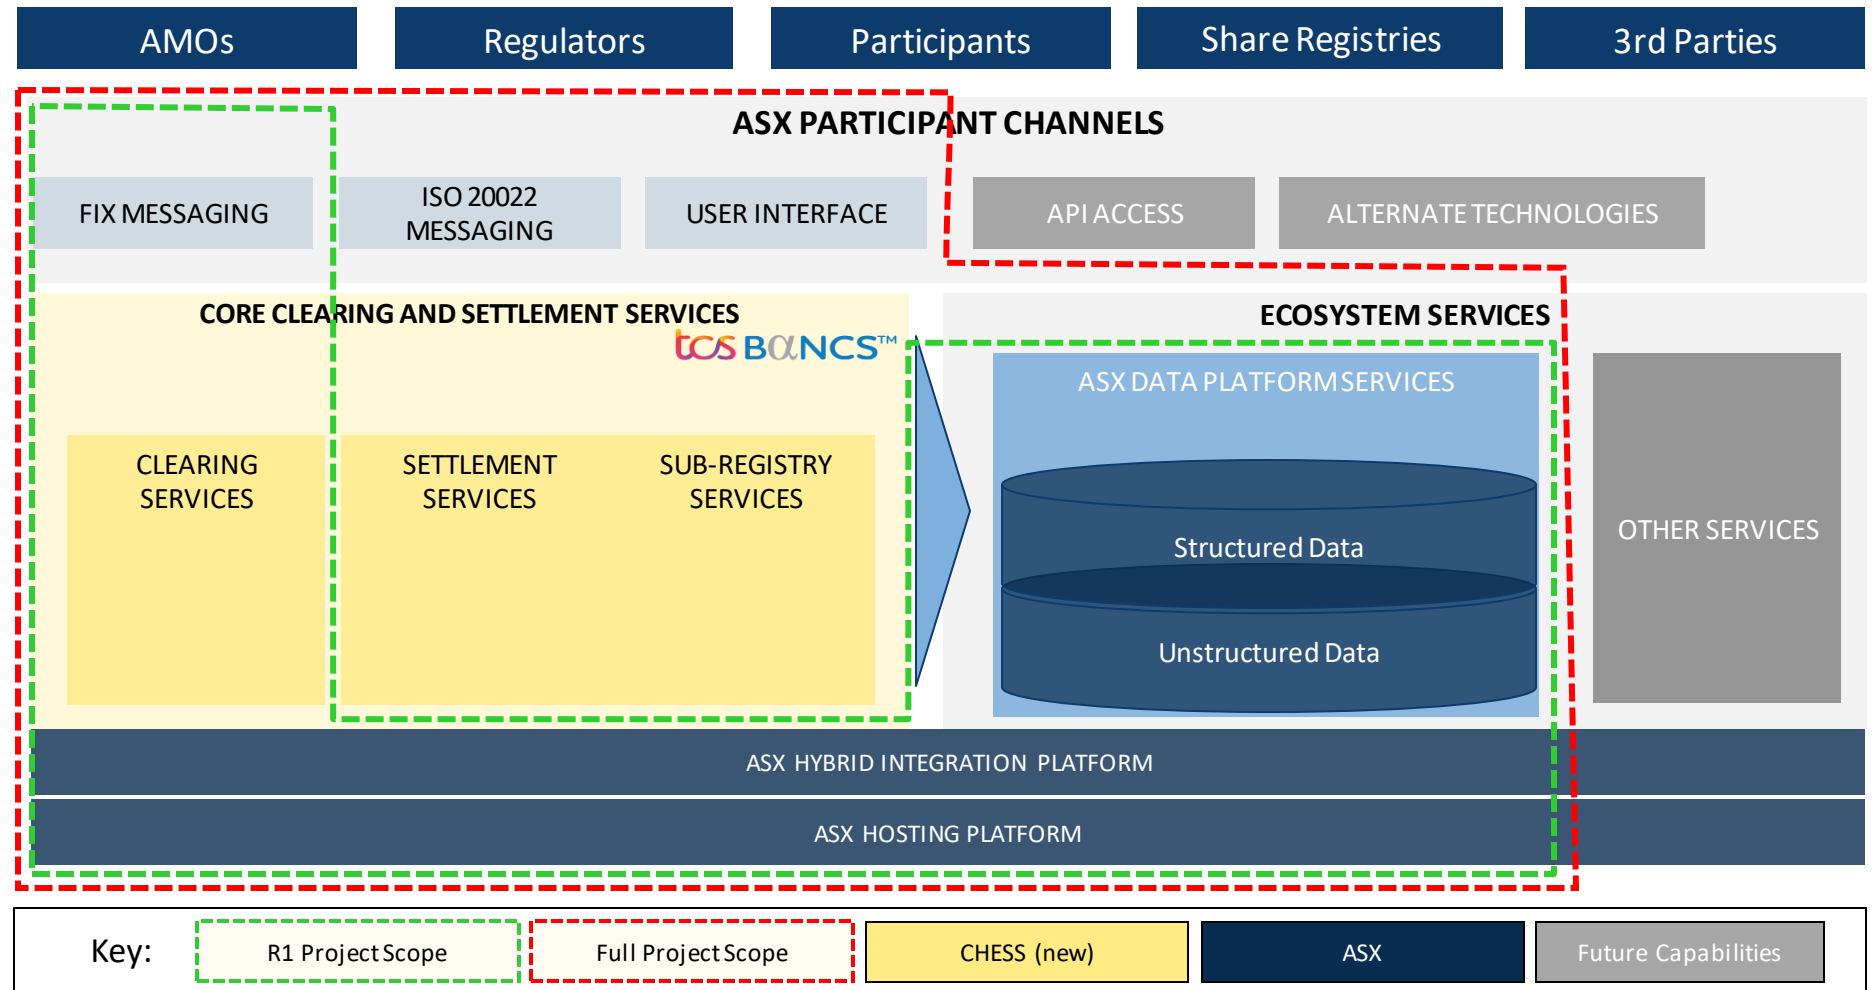 AMOs
Regulators
Participants
Share Registries
3rd Parties
ASX PARTICIPANT CHANNELS
FIX MESSAGING
ISO 20022
MESSAGING
USER INTERFACE
API ACCESS
ALTERNATE TECHNOLOGIES
CORE CLEARING AND SETTLEMENT SERVICES
tcs BαNCS™
ECOSYSTEM SERVICES
ASX DATA PLATFORM SERVICES
CLEARING
SERVICES
SETTLEMENT
SERVICES
SUB-REGISTRY
SERVICES
Structured Data
Unstructured Data
OTHER SERVICES
ASX HYBRID INTEGRATION PLATFORM
ASX HOSTING PLATFORM
Key:
R1 Project Scope
Full Project Scope
CHESS (new)
ASX
Future Capabilities